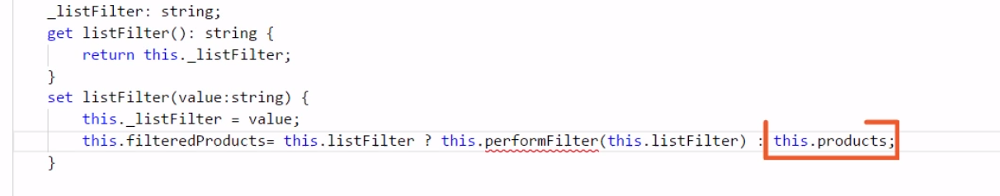 _listFilter: string;
get listFilter(): string {
return this._listFilter;
}
set listFilter(value:string) {
this._listFilter = value;
this.filteredProducts= this.listFilter ? this.performFilter(this.listFilter) : this.products;
}